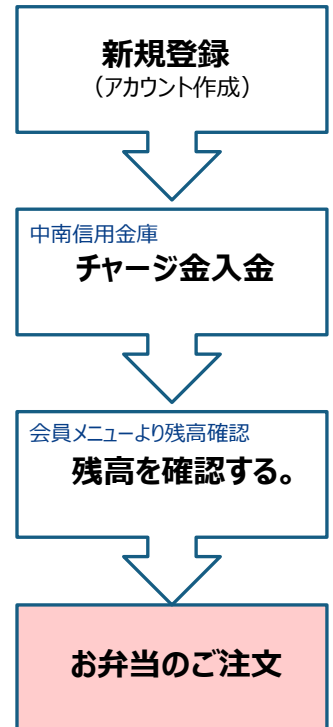 新規登録
（アカウント作成）
中南信用金庫
チャージ金入金
会員メニューより残高確認
残高を確認する。
お弁当のご注文